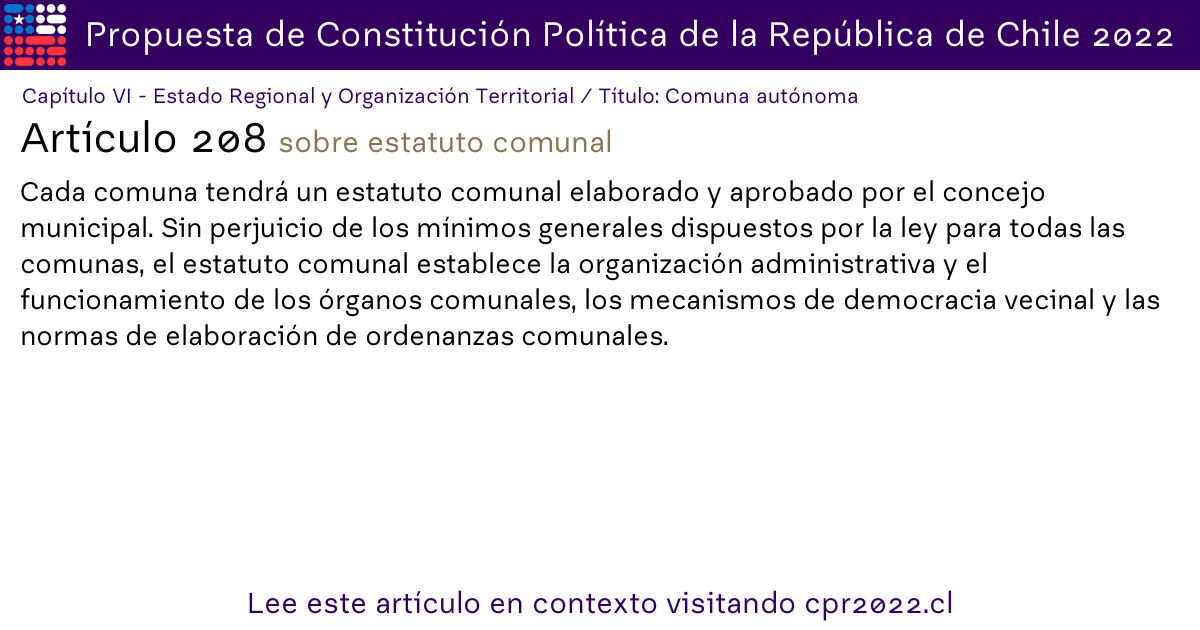 Propuesta de Constitución Política de la República de Chile 2022
Capítulo VI - Estado Regional y Organización Territorial / Título: Comuna autónoma
Artículo 208 sobre estatuto comunal
Cada comuna tendrá un estatuto comunal elaborado y aprobado por el concejo
municipal. Sin perjuicio de los mínimos generales dispuestos por la ley para todas las
comunas, el estatuto comunal establece la organización administrativa y el
funcionamiento de los órganos comunales, los mecanismos de democracia vecinal y las
normas de elaboración de ordenanzas comunales.
Lee este artículo en contexto visitando cpr2022.cl